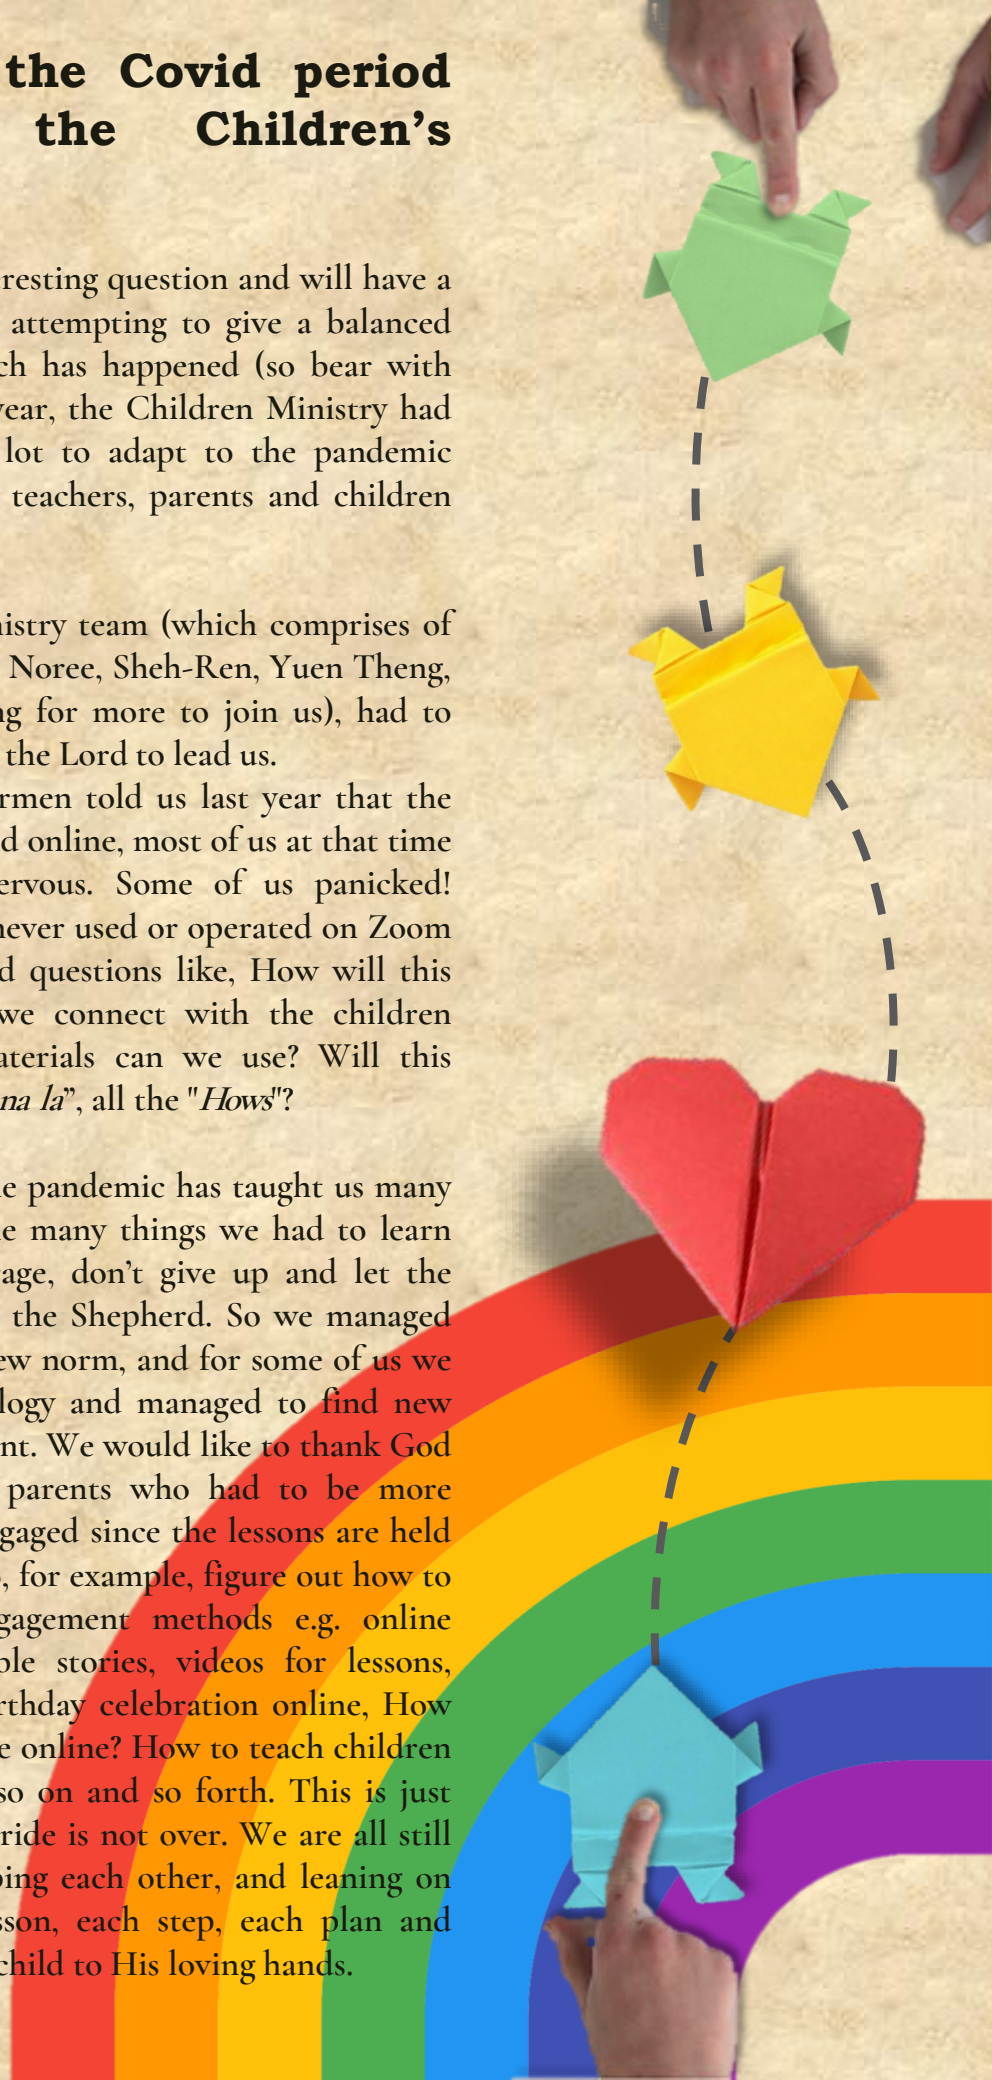 the Covid period
the Children’s
resting question and will have a
attempting to give a balanced
ch has happened (so bear with
year, the Children Ministry had
lot to adapt to the pandemic
teachers, parents and children
nistry team (which comprises of
Noree, Sheh-Ren, Yuen Theng,
ng for more to join us), had to
the Lord to lead us.
rmen told us last year that the
d online, most of us at that time
ervous. Some of us panicked!
never used or operated on Zoom
d questions like, How will this
we connect with the children
aterials can we use? Will this
na la”, all the "Hows"?
e pandemic has taught us many
e many things we had to learn
age, don’t give up and let the
the Shepherd. So we managed
ew norm, and for some of us we
logy and managed to find new
nt. We would like to thank God
parents who had to be more
gaged since the lessons are held
, for example, figure out how to
gagement methods e.g. online
ble stories, videos for lessons,
rthday celebration online, How
e online? How to teach children
so on and so forth. This is just
ride is not over. We are all still
ping each other, and leaning on
sson, each step, each plan and
child to His loving hands.